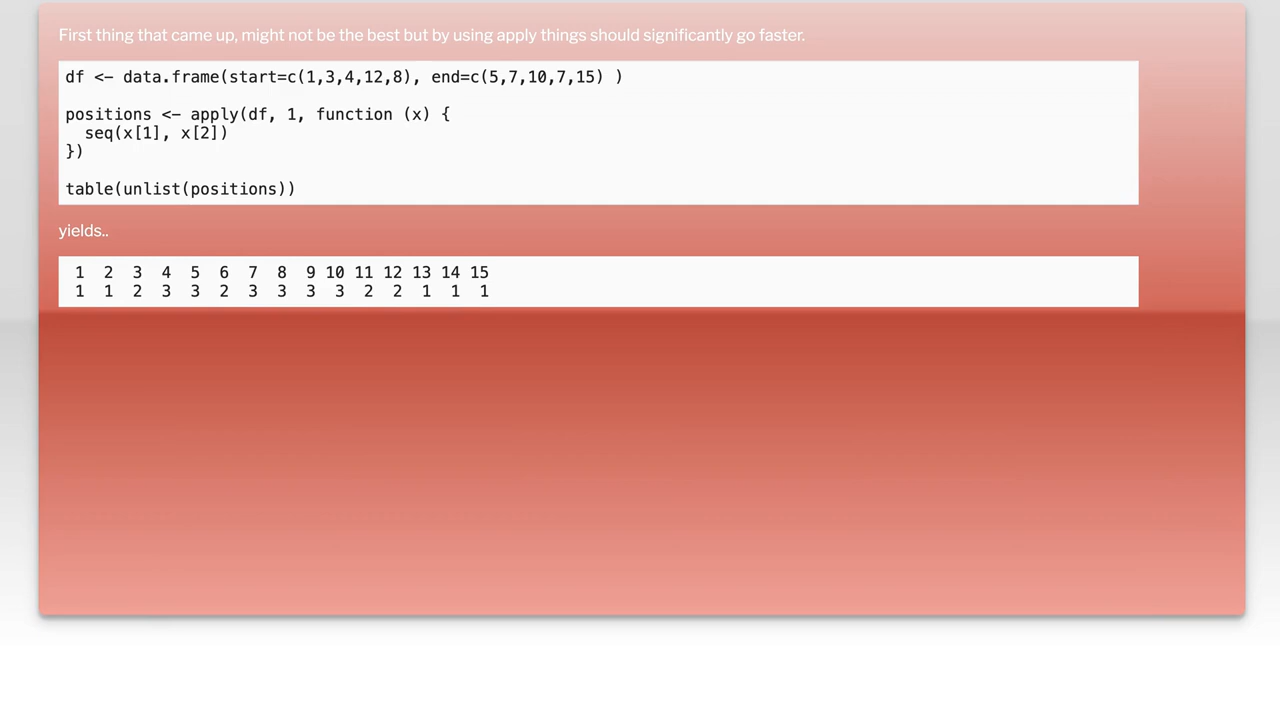 First thing that came up, might not be the best but by using apply things should significantly go faster.
df <- data.frame(start=c(1,3,4,12,8), end=c(5,7,10,7,15) )
positions <- apply(df, 1, function (x) {
  seq(x[1], x[2])
})
table(unlist(positions))
yields..
1 2 3 4 5 6 7 8 9 10 11 12 13 14 15
1 1 2 3 3 2 3 3 3 3 2 2 1 1 1